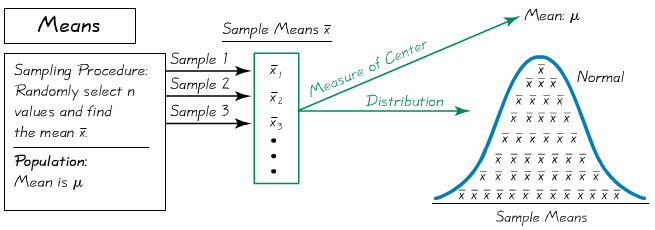 Means
Sampling Procedure:
Randomly select n
values and find
the mean x̄.
Population:
Mean is μ
Sample 1
Sample 2
Sample 3
Sample Means x̄
x̄1
x̄2
x̄3
Measure of Center
Distribution
Mean: μ
Normal
x̄
x̄ x̄ x̄
x̄ x̄ x̄ x̄
x̄ x̄ x̄ x̄ x̄
x̄ x̄ x̄ x̄ x̄ x̄
x̄ x̄ x̄ x̄ x̄ x̄ x̄
x̄ x̄ x̄ x̄ x̄ x̄ x̄ x̄ x̄
x̄ x̄ x̄ x̄ x̄ x̄ x̄ x̄ x̄ x̄ x̄ x̄ x̄
Sample Means